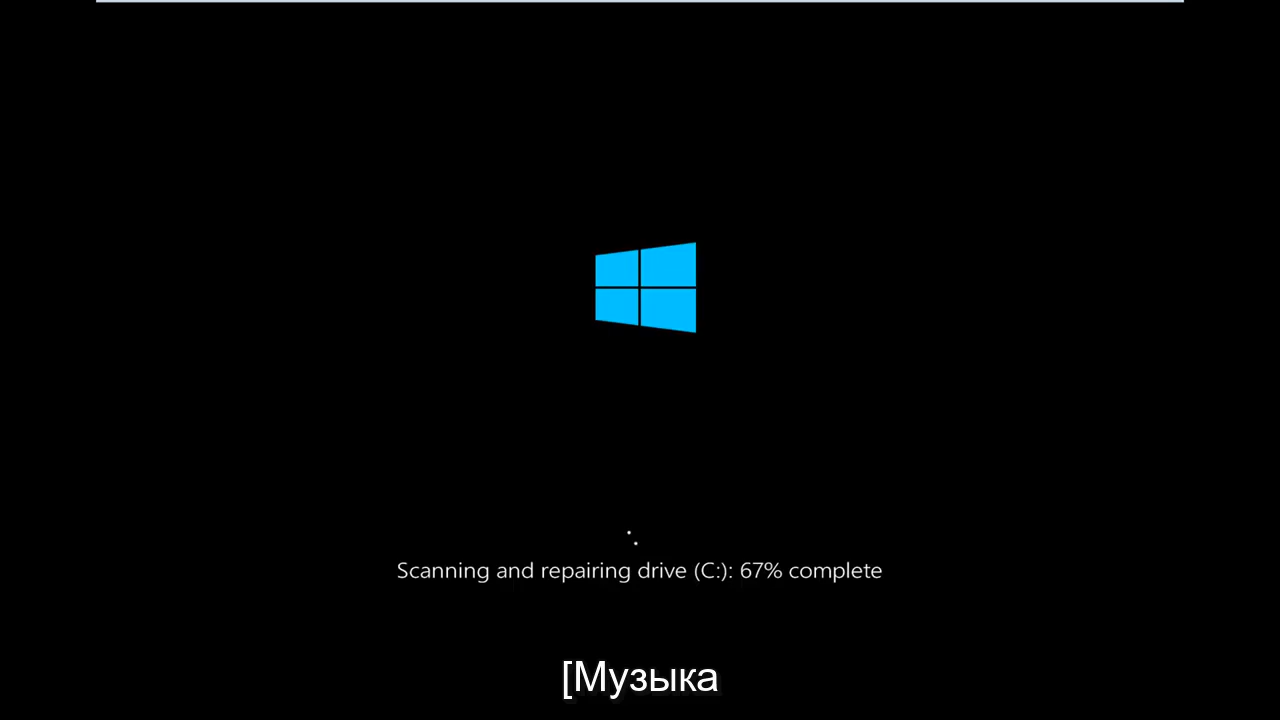 Scanning and repairing drive (C:): 67% complete
[Музыка